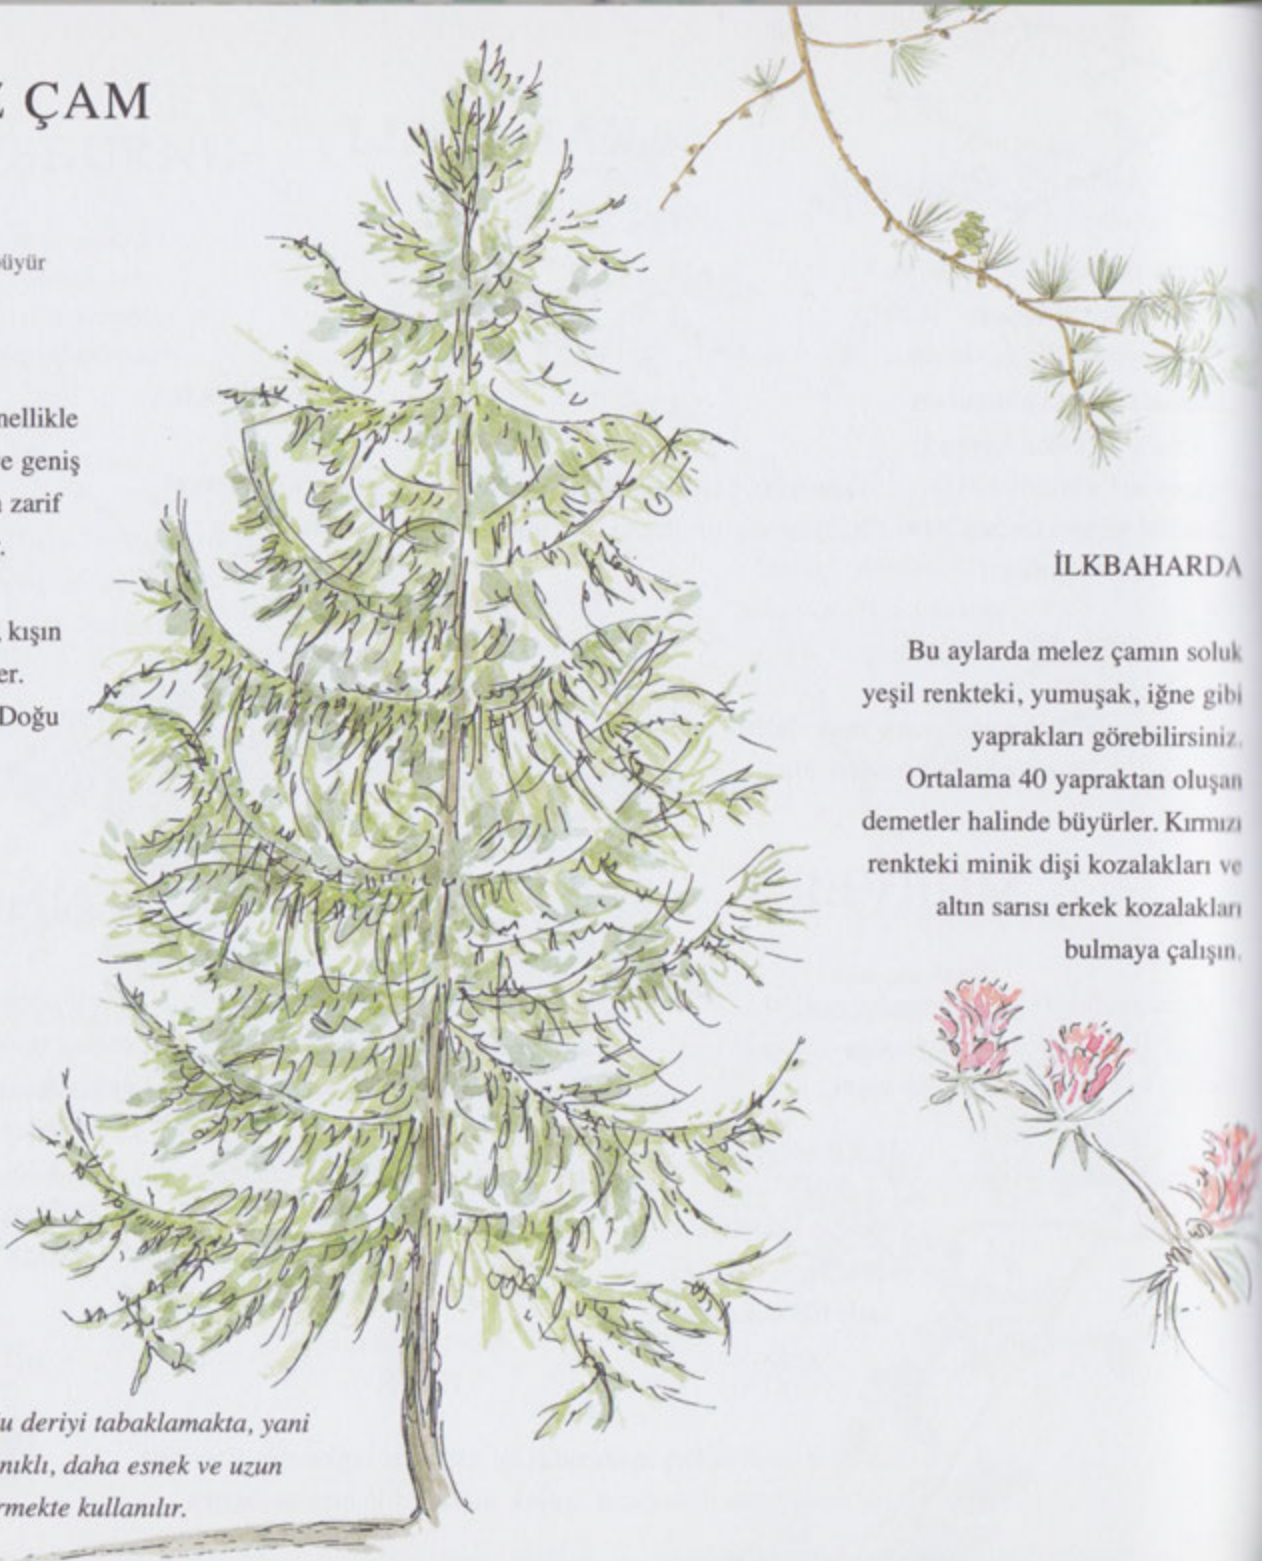 ÇAM
büyür
nellikle
e geniş
zarif
kışın
er.
Doğu
İLKBAHARDA
Bu aylarda melez çamın soluk
yeşil renkteki, yumuşak, iğne gibi
yaprakları görebilirsiniz.
Ortalama 40 yapraktan oluşan
demetler halinde büyürler. Kırmızı
renkteki minik dişi kozalakları ve
altın sarısı erkek kozalakları
bulmaya çalışın.
u deriyi tabaklamakta, yani
nıklı, daha esnek ve uzun
rmekte kullanılır.